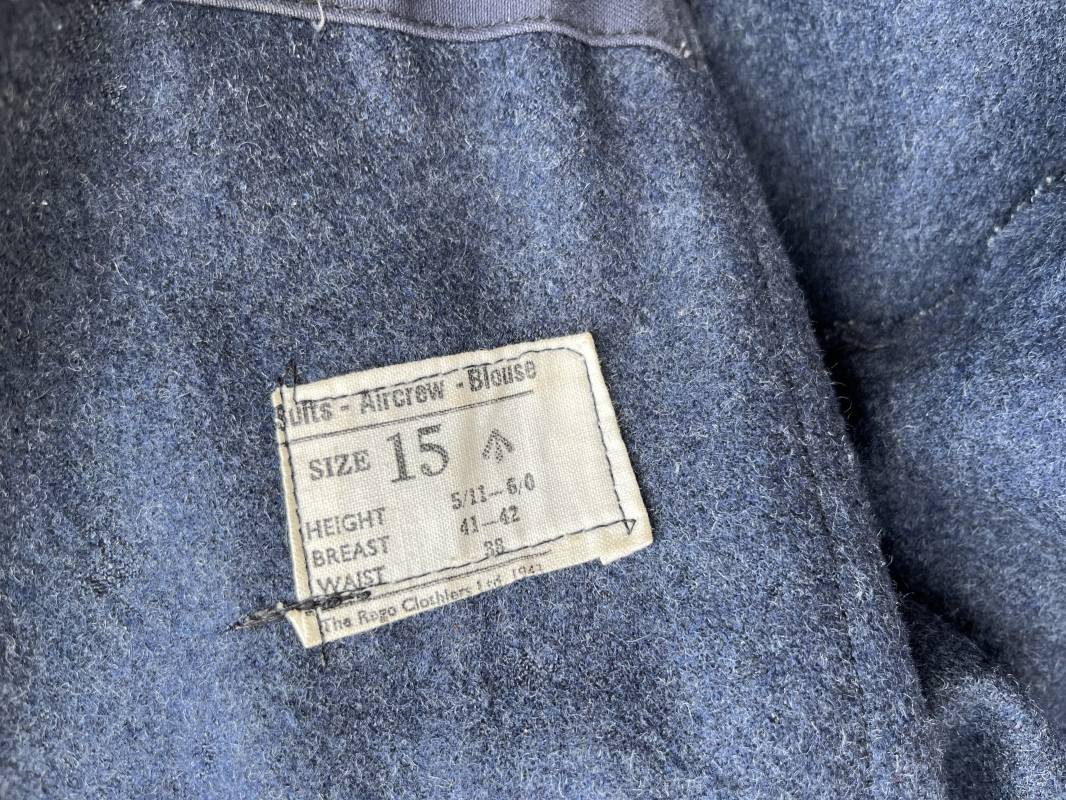 Suits - Aircrew - Blouse
SIZE 15
HEIGHT 5/11—6/0
BREAST 41—42
WAIST 38
The Rego Clothiers Ltd. 1943